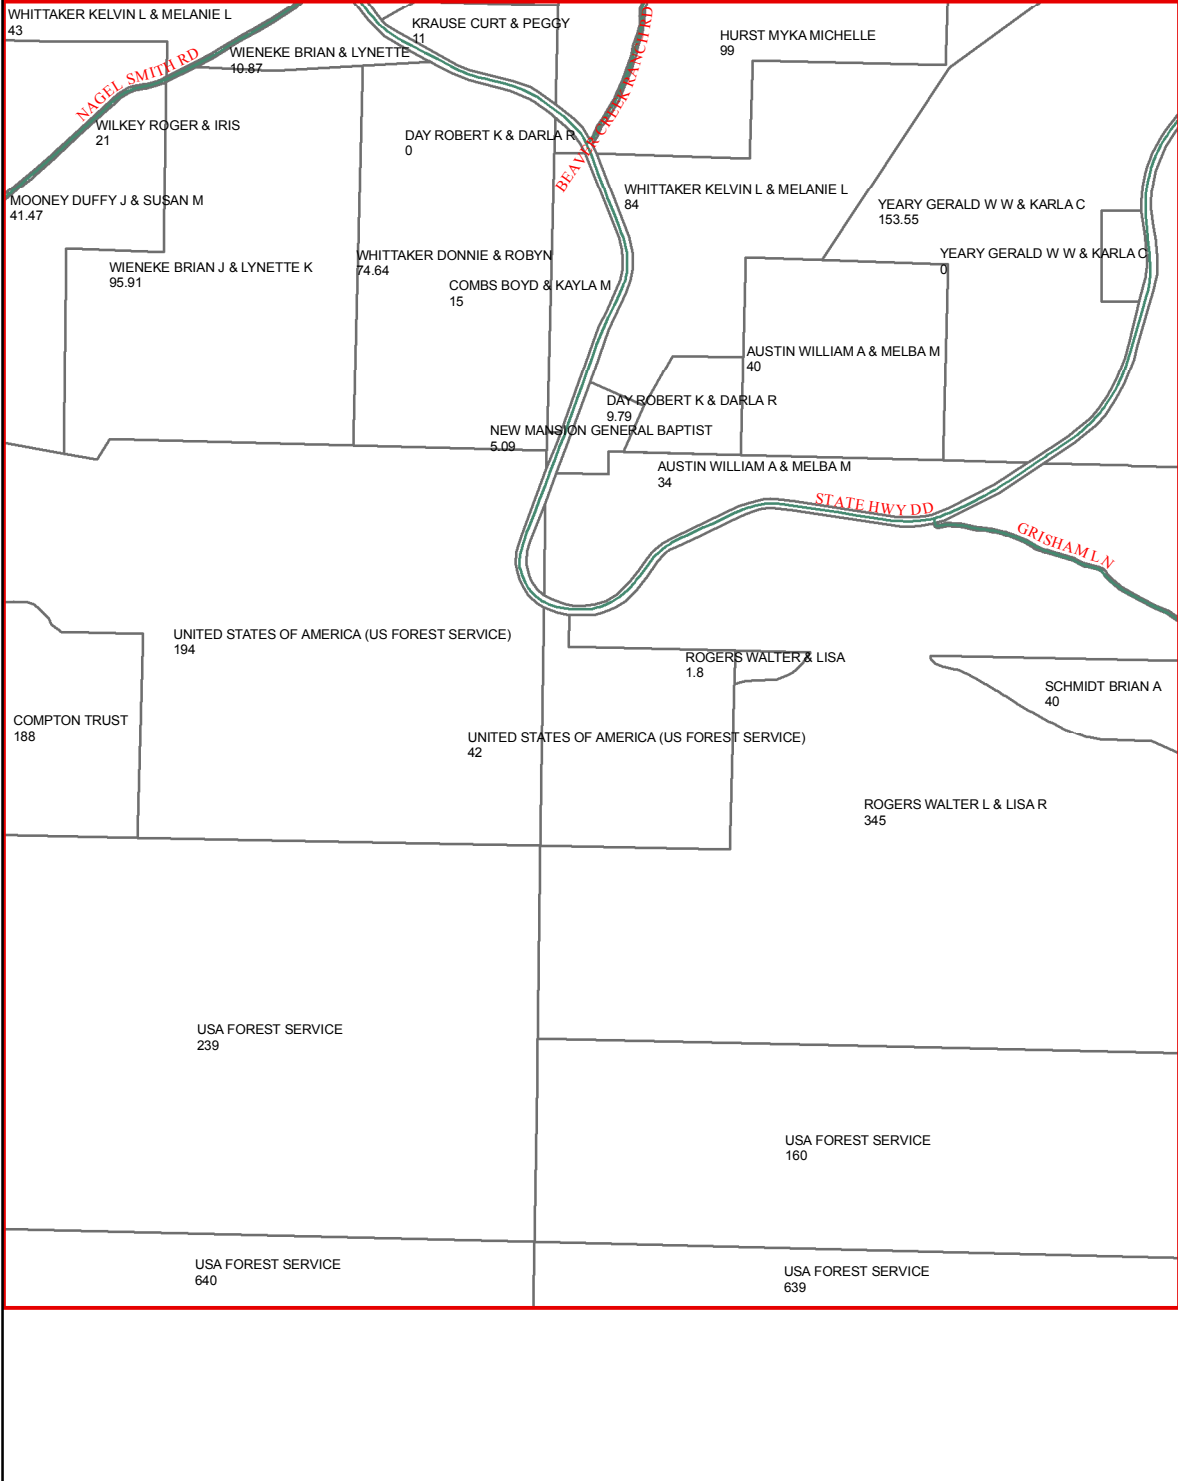 WHITTAKER KELVIN L & MELANIE L
43
KRAUSE CURT & PEGGY
11
HURST MYKA MICHELLE
99
WIENEKE BRIAN & LYNETTE
10.87
NAGEL SMITH RD
BEAVER CREEK RANCH RD
WILKEY ROGER & IRIS
21
DAY ROBERT K & DARLA R
0
MOONEY DUFFY J & SUSAN M
41.47
WHITTAKER KELVIN L & MELANIE L
84
YEARY GERALD W W & KARLA C
153.55
YEARY GERALD W W & KARLA C
0
WIENEKE BRIAN J & LYNETTE K
95.91
WHITTAKER DONNIE & ROBYN
74.64
COMBS BOYD & KAYLA M
15
AUSTIN WILLIAM A & MELBA M
40
DAY ROBERT K & DARLA R
9.79
NEW MANSION GENERAL BAPTIST
5.09
AUSTIN WILLIAM A & MELBA M
34
STATE HWY DD
GRISHAM LN
UNITED STATES OF AMERICA (US FOREST SERVICE)
194
ROGERS WALTER & LISA
1.8
SCHMIDT BRIAN A
40
COMPTON TRUST
188
UNITED STATES OF AMERICA (US FOREST SERVICE)
42
ROGERS WALTER L & LISA R
345
USA FOREST SERVICE
239
USA FOREST SERVICE
160
USA FOREST SERVICE
640
USA FOREST SERVICE
639